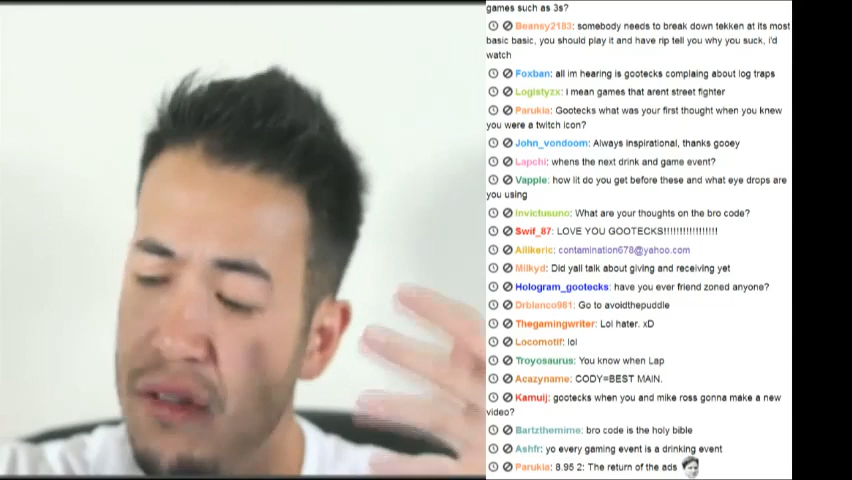 games such as 3s?
Beansy2183: somebody needs to break down tekken at its most
basic basic, you should play it and have rip tell you why you suck, i'd
watch
Foxban: all im hearing is gootecks complaing about log traps
Logistyzx: I mean games that arent street fighter
Parukia: Gootecks what was your first thought when you knew
you were a twitch icon?
John_vondoom: Always inspirational, thanks gooey
Lapchi: whens the next drink and game event?
Vapple: how lit do you get before these and what eye drops are
you using
Invictusuno: What are your thoughts on the bro code?
Swif_87: LOVE YOU GOOTECKS!!!!!!!!!!!!!!!!!!
Ailikeric: contamination678@yahoo.com
Milkyd: Did yall talk about giving and receiving yet
Hologram_gootecks: have you ever friend zoned anyone?
Drblanco981: Go to avoidthepuddle
Thegamingwriter: Lol hater. xD
Locomotif: lol
Troyosaurus: You know when Lap
Acazyname: CODY=BEST MAIN.
Kamuij: gootecks when you and mike ross gonna make a new
video?
Bartzthemime: bro code is the holy bible
Ashfr: yo every gaming event is a drinking event
Parukia: 8.95 2: The return of the ads